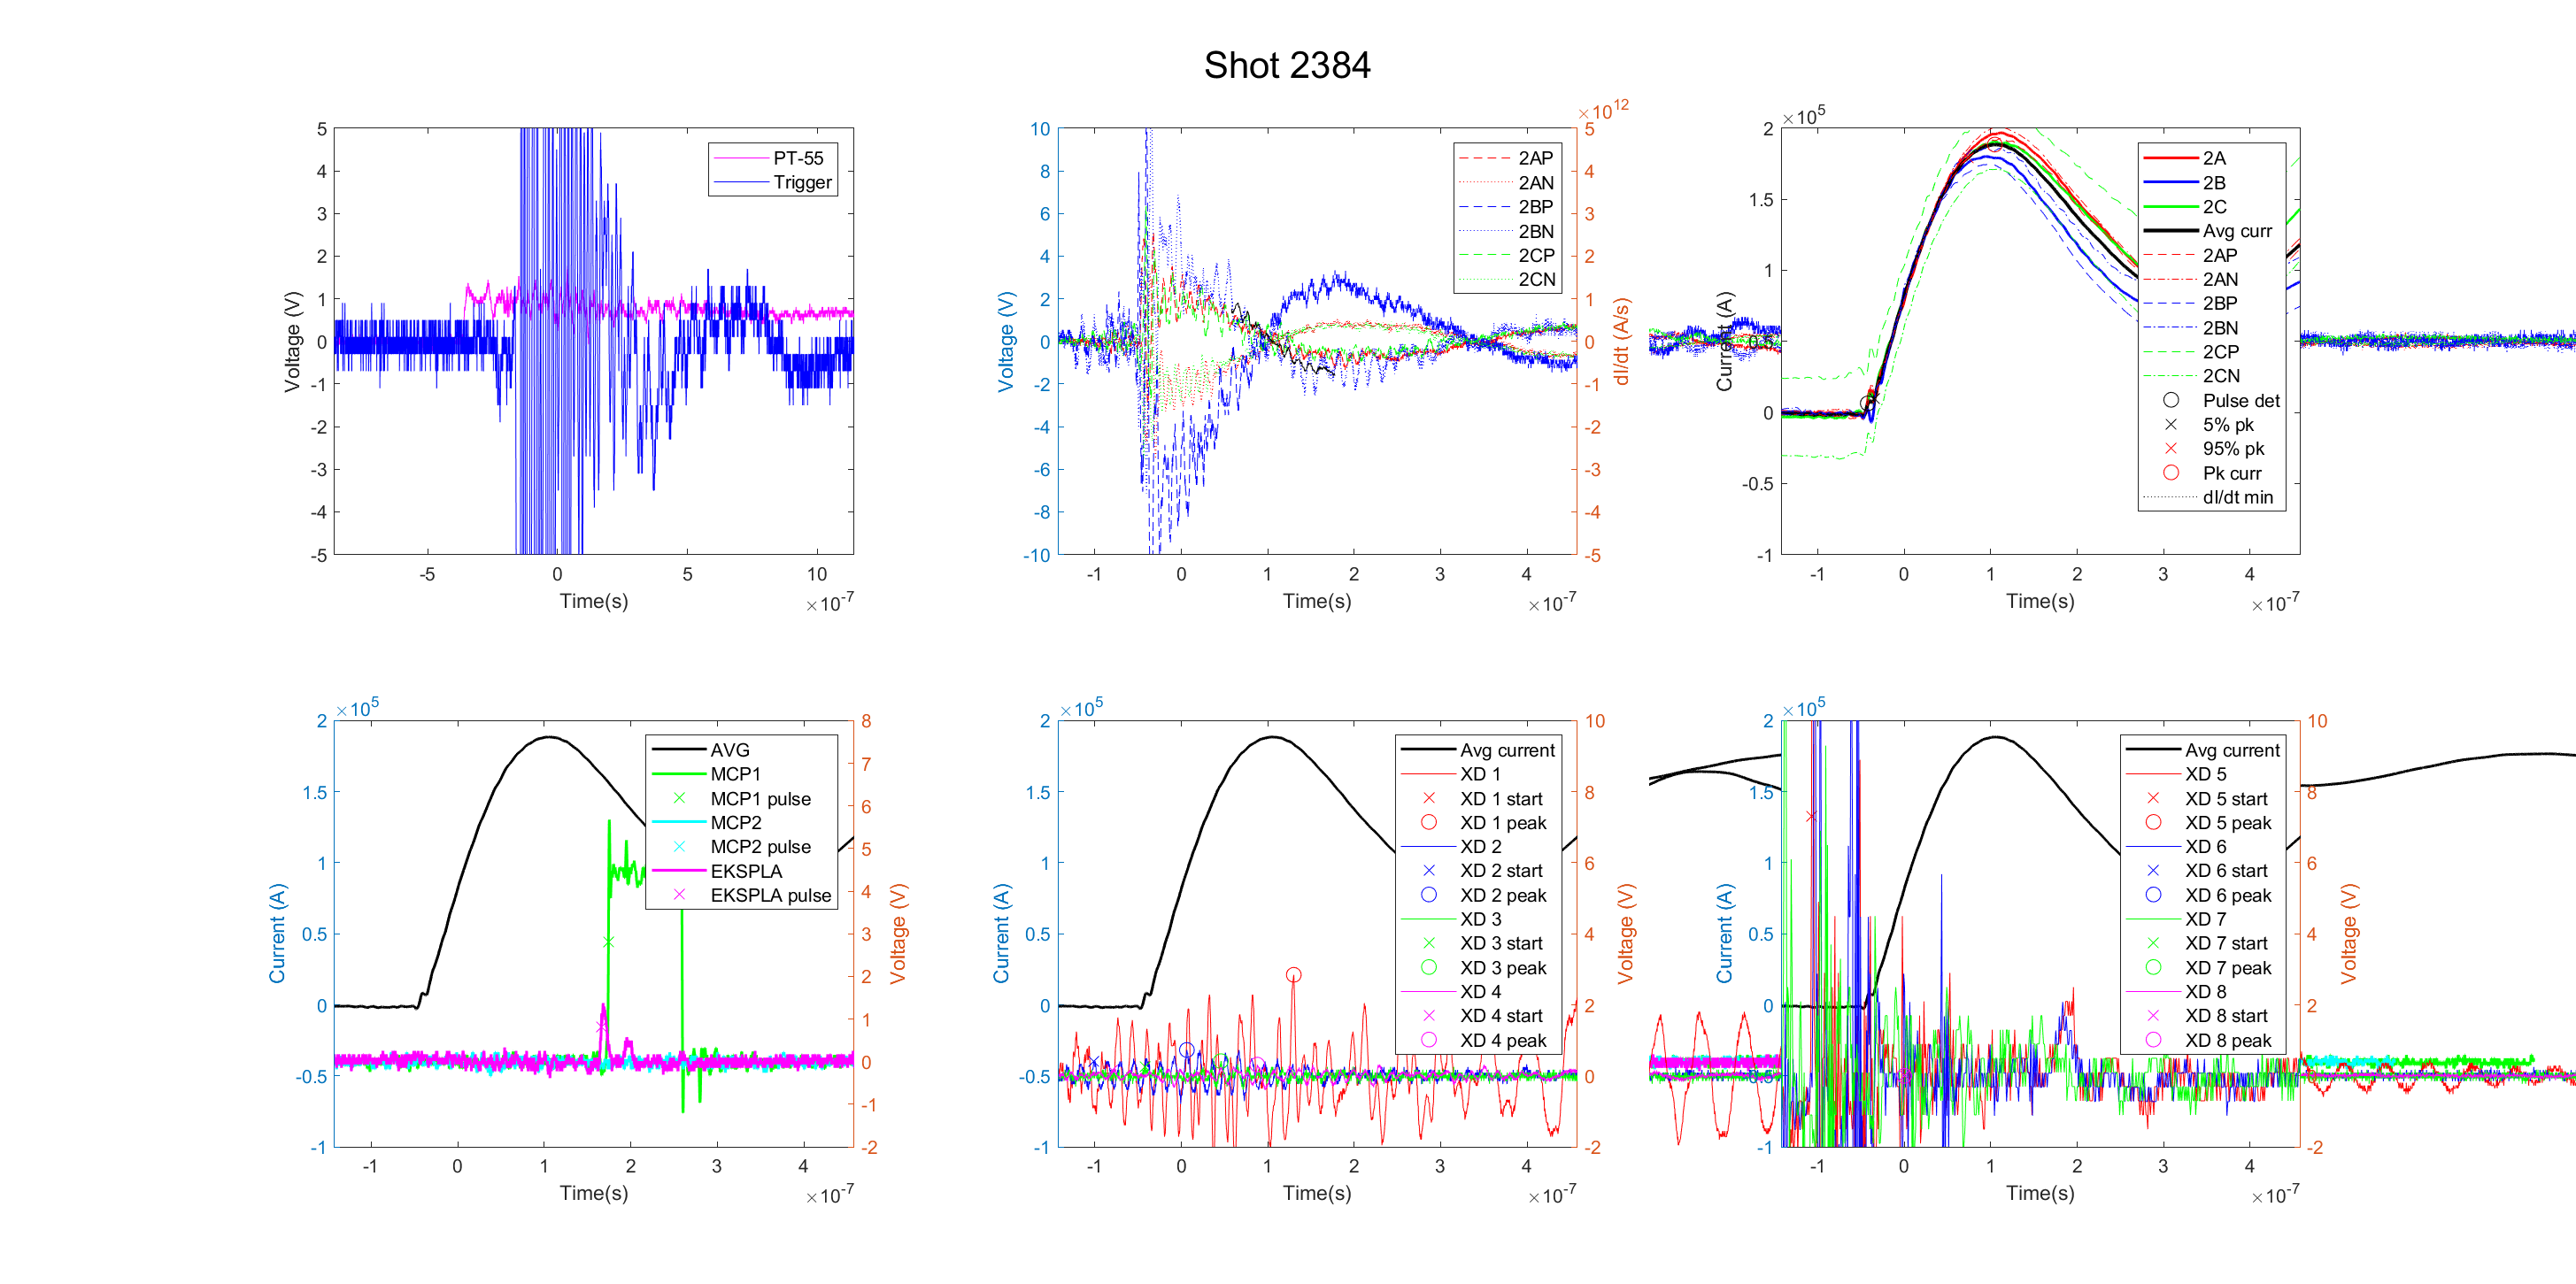 Shot 2384
×10^12
×10^5
5
4
3
2
1
0
-1
-2
-3
-4
-5
Voltage (V)
-5
0
5
10
Time(s)
×10^-7
PT-55
Trigger
10
8
6
4
2
0
-2
-4
-6
-8
-10
Voltage (V)
5
4
3
2
1
0
-1
-2
-3
-4
-5
dI/dt (A/s)
-1
0
1
2
3
4
Time(s)
×10^-7
2AP
2AN
2BP
2BN
2CP
2CN
2
1.5
1
0.5
0
-0.5
-1
Current (A)
-1
0
1
2
3
4
Time(s)
×10^-7
2A
2B
2C
Avg curr
2AP
2AN
2BP
2BN
2CP
2CN
Pulse det
5% pk
95% pk
Pk curr
dI/dt min
×10^5
2
1.5
1
0.5
0
-0.5
-1
Current (A)
8
7
6
5
4
3
2
1
0
-1
-2
Voltage (V)
-1
0
1
2
3
4
Time(s)
×10^-7
AVG
MCP1
MCP1 pulse
MCP2
MCP2 pulse
EKSPLA
EKSPLA pulse
×10^5
2
1.5
1
0.5
0
-0.5
-1
Current (A)
10
8
6
4
2
0
-2
Voltage (V)
-1
0
1
2
3
4
Time(s)
×10^-7
Avg current
XD 1
XD 1 start
XD 1 peak
XD 2
XD 2 start
XD 2 peak
XD 3
XD 3 start
XD 3 peak
XD 4
XD 4 start
XD 4 peak
×10^5
2
1.5
1
0.5
0
-0.5
-1
Current (A)
10
8
6
4
2
-2
Voltage (V)
-1
0
1
2
3
4
Time(s)
×10^-7
Avg current
XD 5
XD 5 start
XD 5 peak
XD 6
XD 6 start
XD 6 peak
XD 7
XD 7 start
XD 7 peak
XD 8
XD 8 start
XD 8 peak